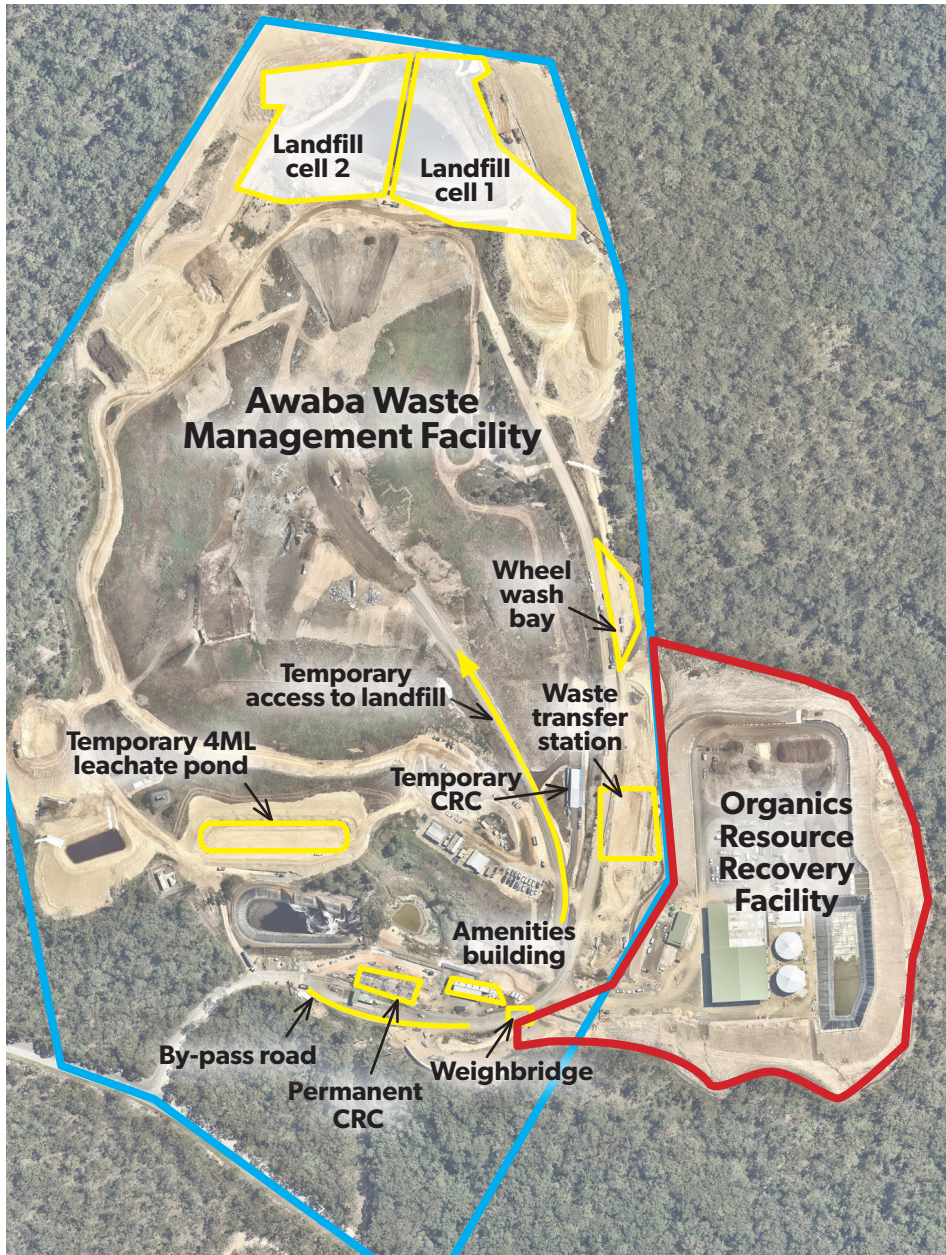 Landfill
cell 2
Landfill
cell 1
Awaba Waste
Management Facility
Wheel
wash
bay
Temporary
access to landfill
Waste
transfer
station
Temporary 4ML
leachate pond
Temporary
CRC
Organics
Resource
Recovery
Facility
Amenities
building
By-pass road
Permanent
CRC
Weighbridge